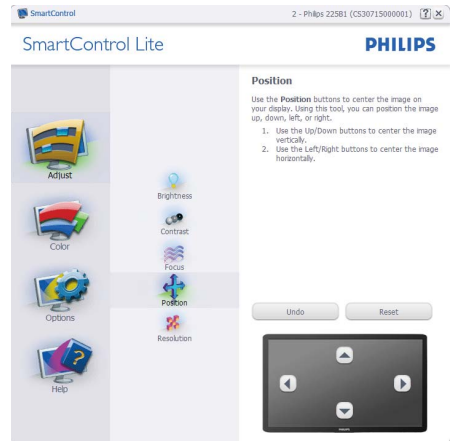 SmartControl
2 - Philips 225B1 (CS30715000001)
SmartControl Lite
PHILIPS
Adjust
Color
Options
Help
Brightness
Contrast
Focus
Position
Resolution
Position
Use the Position buttons to center the image on
your display. Using this tool, you can position the image
up, down, left, or right.
1. Use the Up/Down buttons to center the image
vertically.
2. Use the Left/Right buttons to center the image
horizontally.
Undo
Reset
PHILIPS